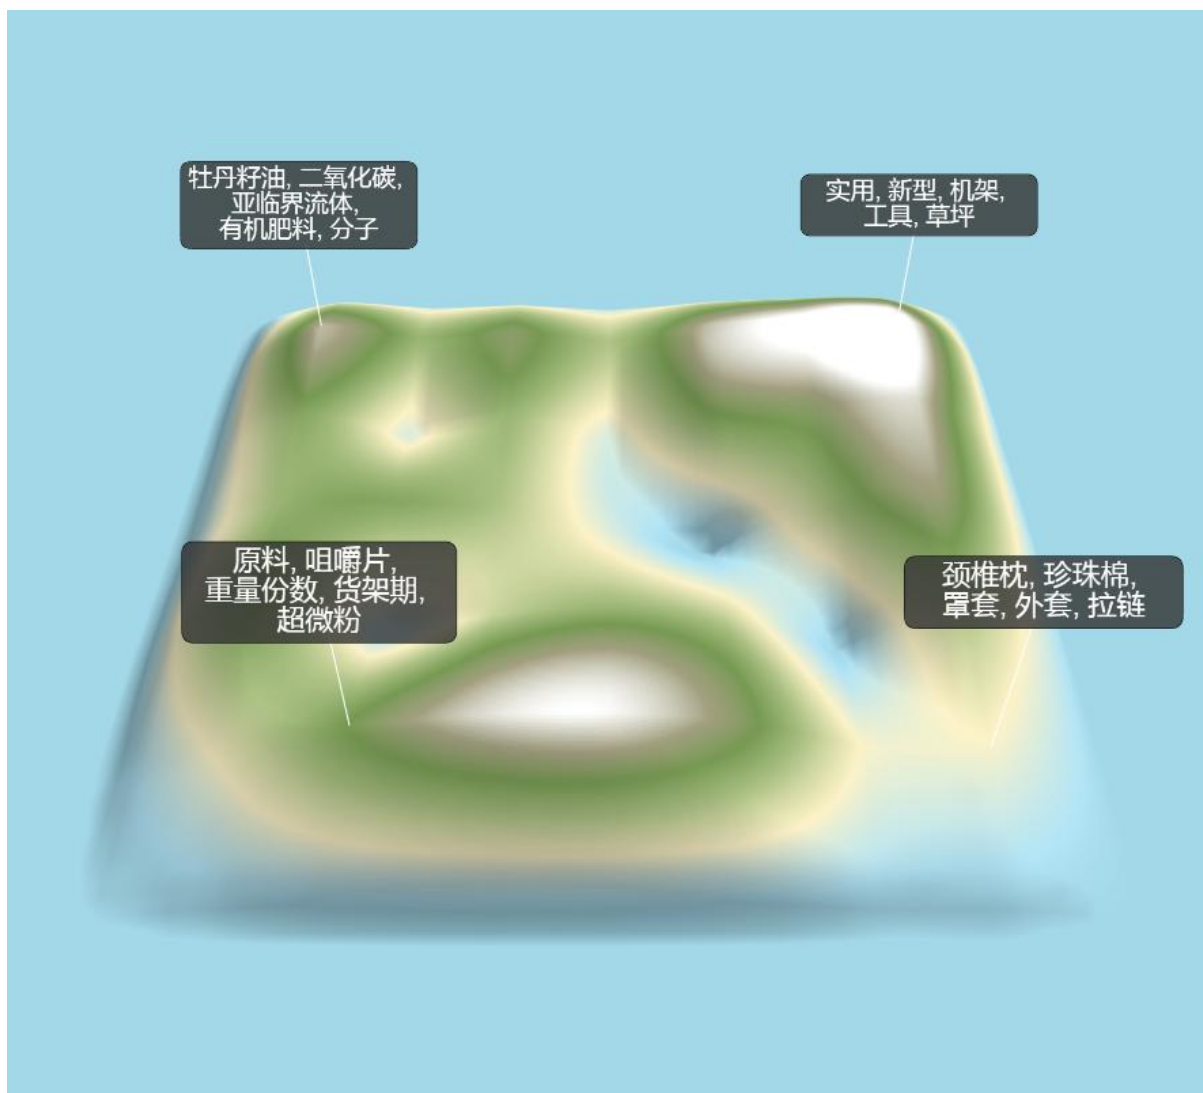 牡丹籽油, 二氧化碳,
亚临界流体,
有机肥料, 分子
实用, 新型, 机架,
工具, 草坪
原料, 咀嚼片,
重量份数, 货架期,
超微粉
颈椎枕, 珍珠棉,
罩套, 外套, 拉链